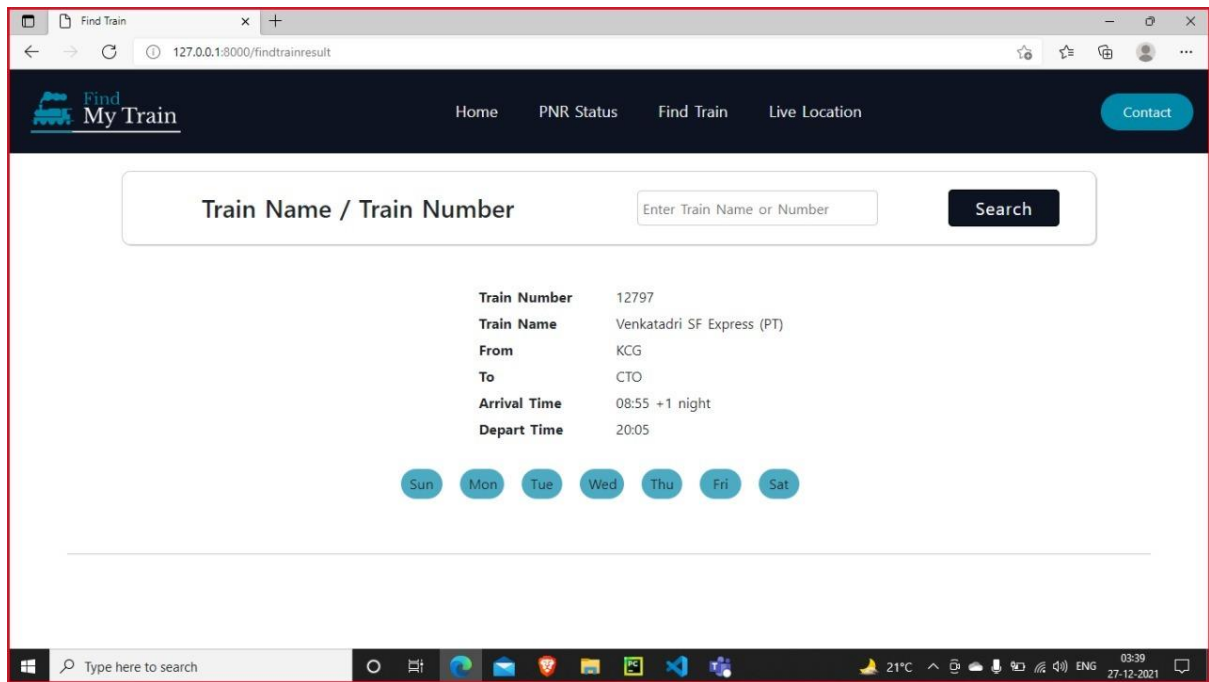 Find Train
127.0.0.1:8000/findtrainresult
Find
My Train
Home PNR Status Find Train Live Location Contact
Train Name / Train Number Enter Train Name or Number Search
Train Number 12797
Train Name Venkatadri SF Express (PT)
From KCG
To CTO
Arrival Time 08:55 +1 night
Depart Time 20:05
Sun Mon Tue Wed Thu Fri Sat
Type here to search 21°C ENG 03:39
27-12-2021